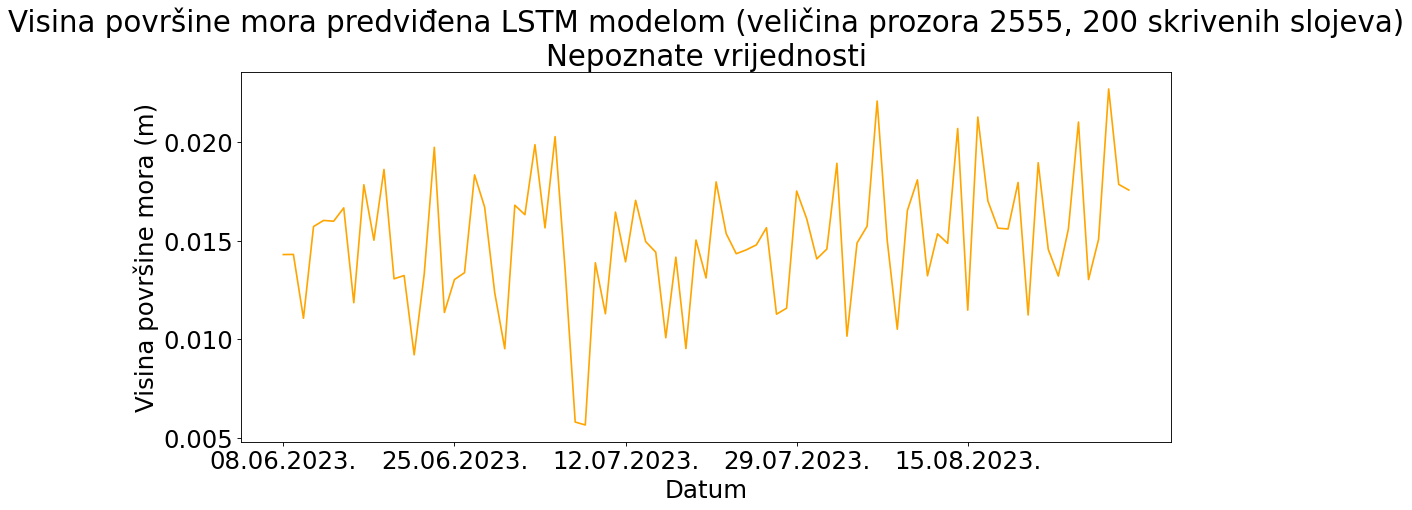 Visina površine mora predviđena LSTM modelom (veličina prozora 2555, 200 skrivenih slojeva)
Nepoznate vrijednosti
Visina površine mora (m)
0.020
0.015
0.010
0.005
08.06.2023. 25.06.2023. 12.07.2023. 29.07.2023. 15.08.2023.
Datum